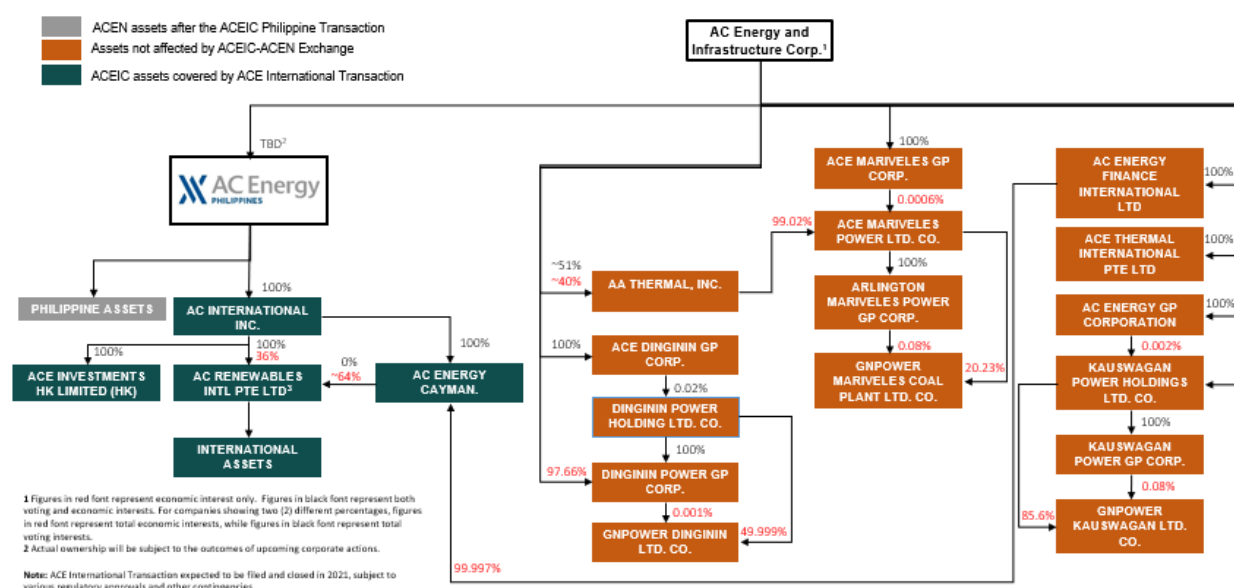 ACEN assets after the ACEIC Philippine Transaction
Assets not affected by ACEIC-ACEN Exchange
ACEIC assets covered by ACE International Transaction
AC Energy and
Infrastructure Corp.¹
TBD²
AC Energy
PHILIPPINES
100%
PHILIPPINE ASSETS
AC INTERNATIONAL
INC.
100%
100%
36%
0%
~64%
100%
ACE INVESTMENTS
HK LIMITED (HK)
AC RENEWABLES
INTL PTE LTD³
AC ENERGY
CAYMAN.
INTERNATIONAL
ASSETS
~51%
~40%
AA THERMAL, INC.
99.02%
100%
ACE DINGININ GP
CORP.
0.02%
DINGININ POWER
HOLDING LTD. CO.
100%
97.66%
DINGININ POWER GP
CORP.
0.001%
GNPOWER DINGININ
LTD. CO.
49.999%
100%
ACE MARIVELES GP
CORP.
0.0006%
ACE MARIVELES
POWER LTD. CO.
100%
ARLINGTON
MARIVELES POWER
GP CORP.
0.08%
GNPOWER
MARIVELES COAL
PLANT LTD. CO.
20.23%
AC ENERGY
FINANCE
INTERNATIONAL
LTD
100%
ACE THERMAL
INTERNATIONAL
PTE LTD
100%
AC ENERGY GP
CORPORATION
100%
0.002%
KAUSWAGAN
POWER HOLDINGS
LTD. CO.
100%
KAUSWAGAN
POWER GP CORP.
0.08%
85.6%
GNPOWER
KAUSWAGAN LTD.
CO.
99.997%
1 Figures in red font represent economic interest only. Figures in black font represent both
voting and economic interests. For companies showing two (2) different percentages, figures
in red font represent total economic interests, while figures in black font represent total
voting interests.
2 Actual ownership will be subject to the outcomes of upcoming corporate actions.
Note: ACE International Transaction expected to be filed and closed in 2021, subject to
various regulatory approvals and other contingencies